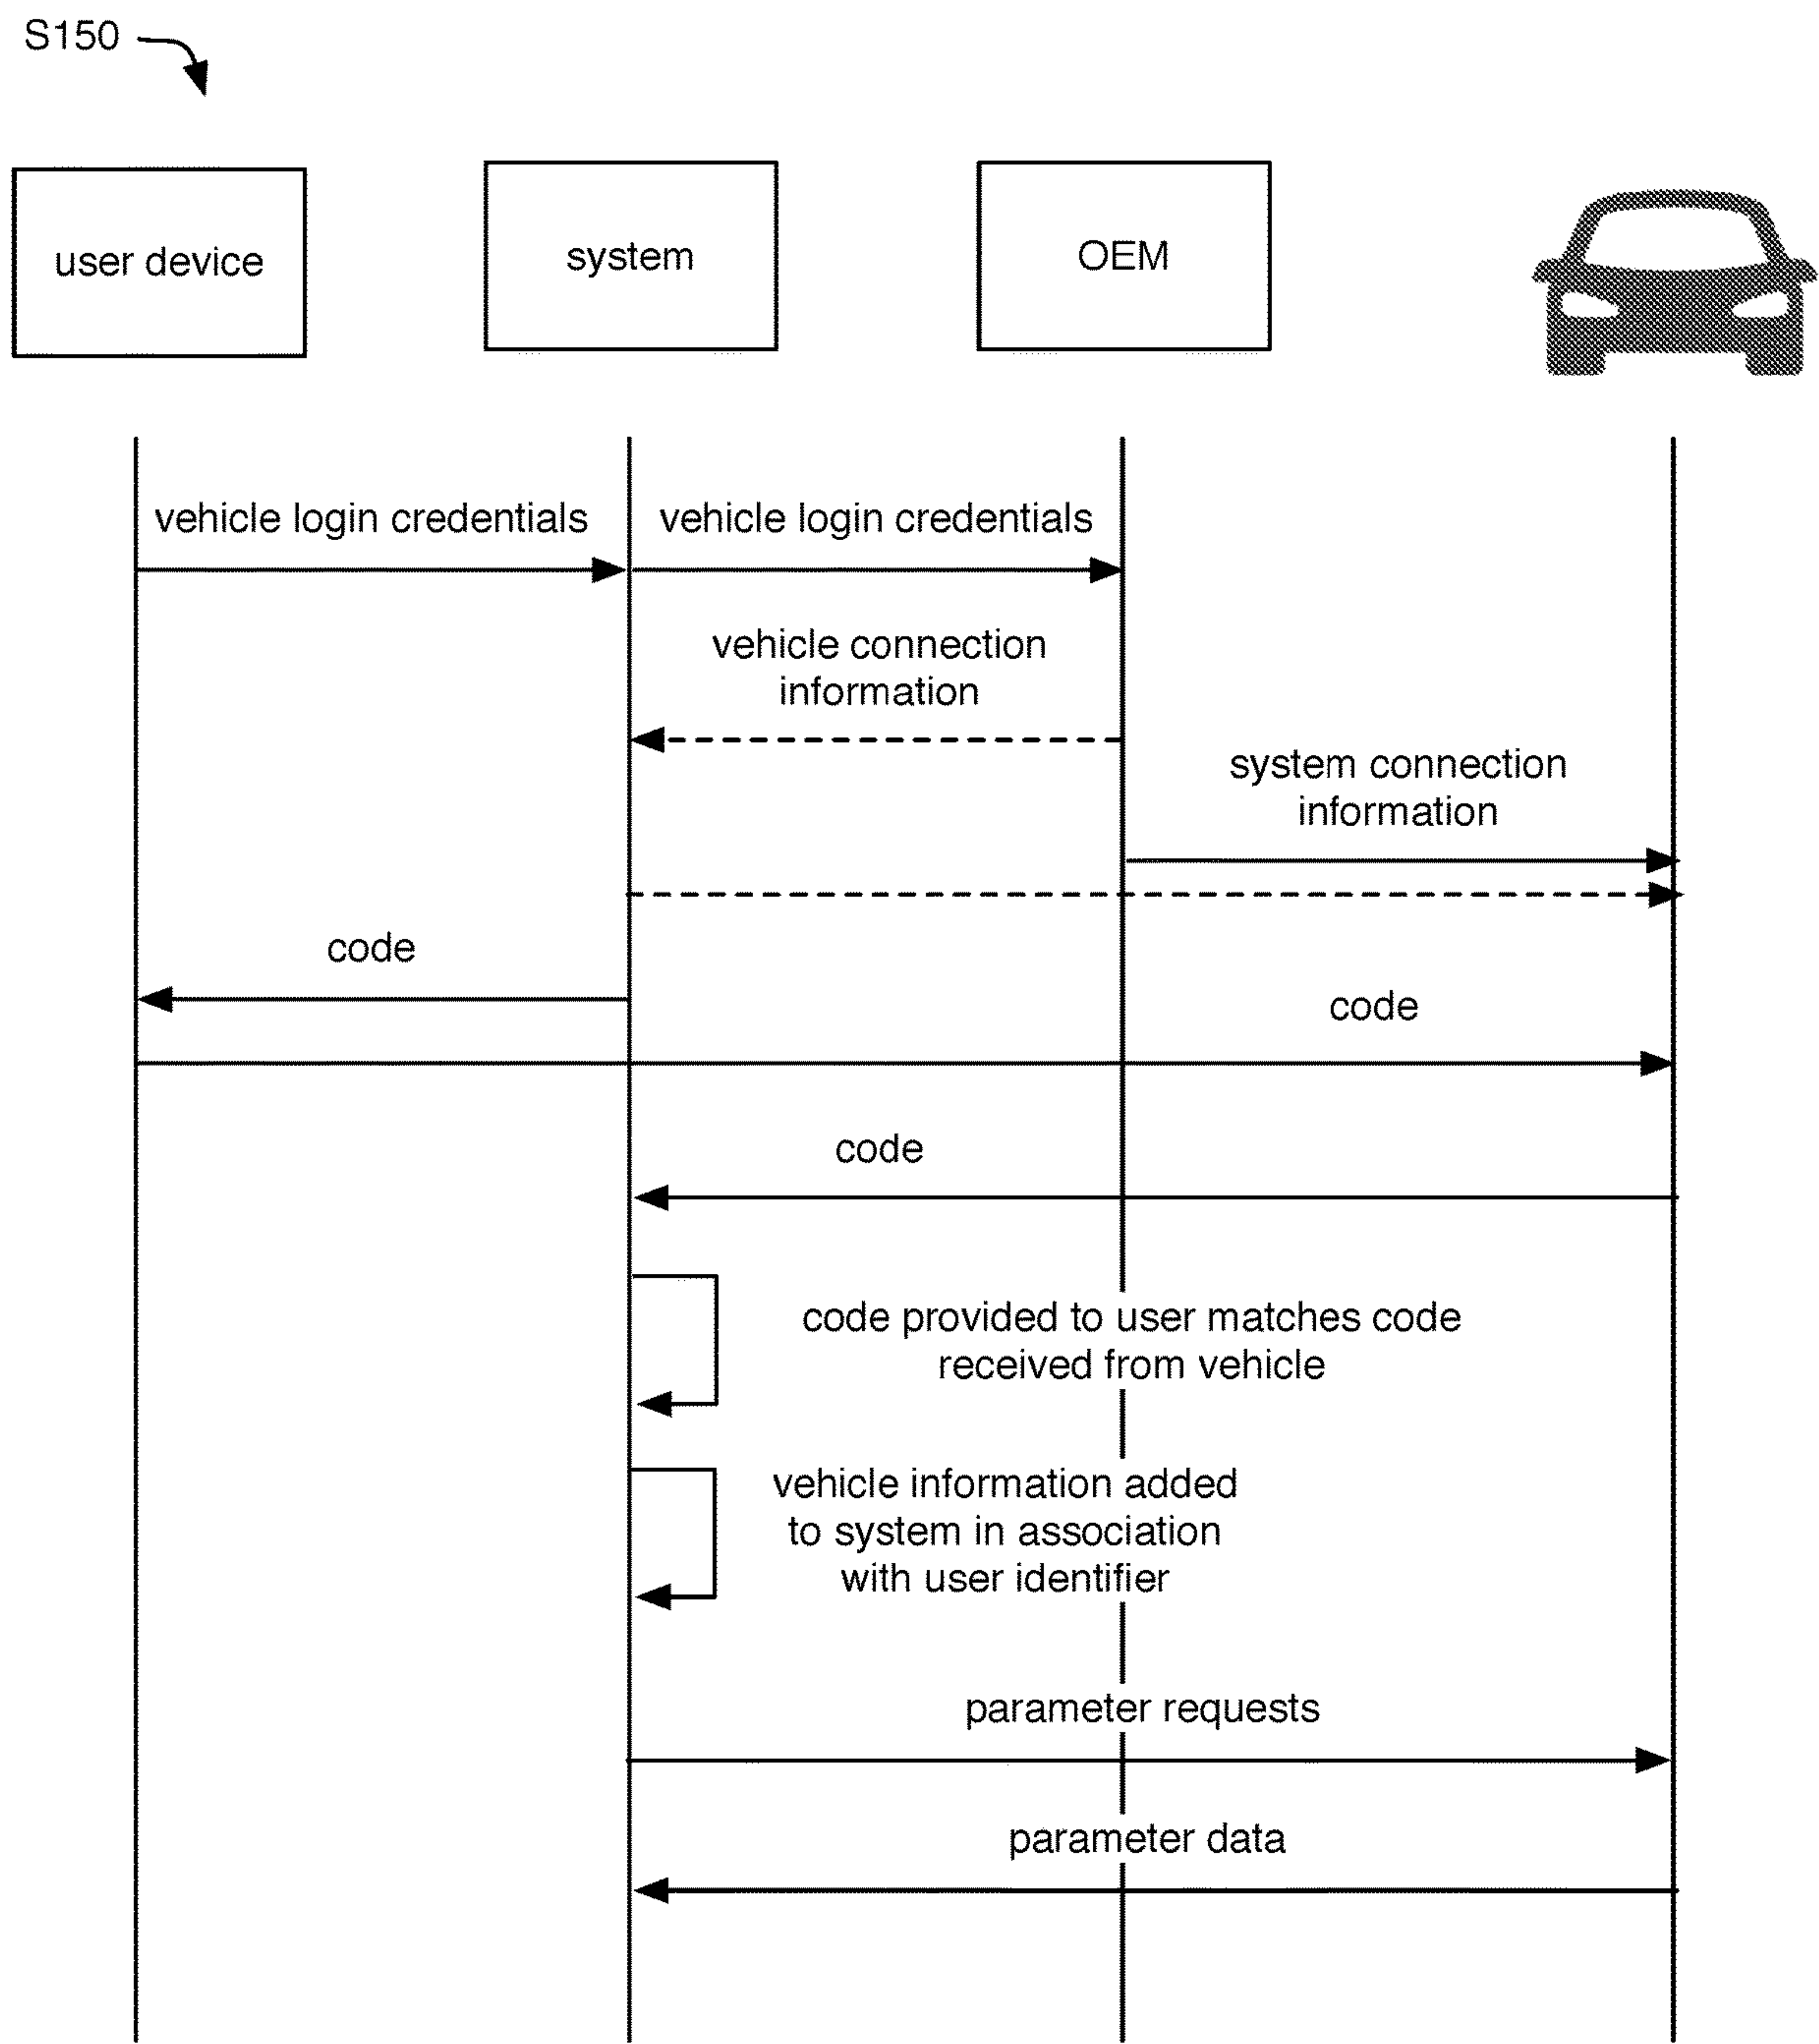 S150
user device
system
OEM
vehicle login credentials
vehicle login credentials
vehicle connection
information
system connection
information
code
code
code
code provided to user matches code
received from vehicle
vehicle information added
to system in association
with user identifier
parameter requests
parameter data